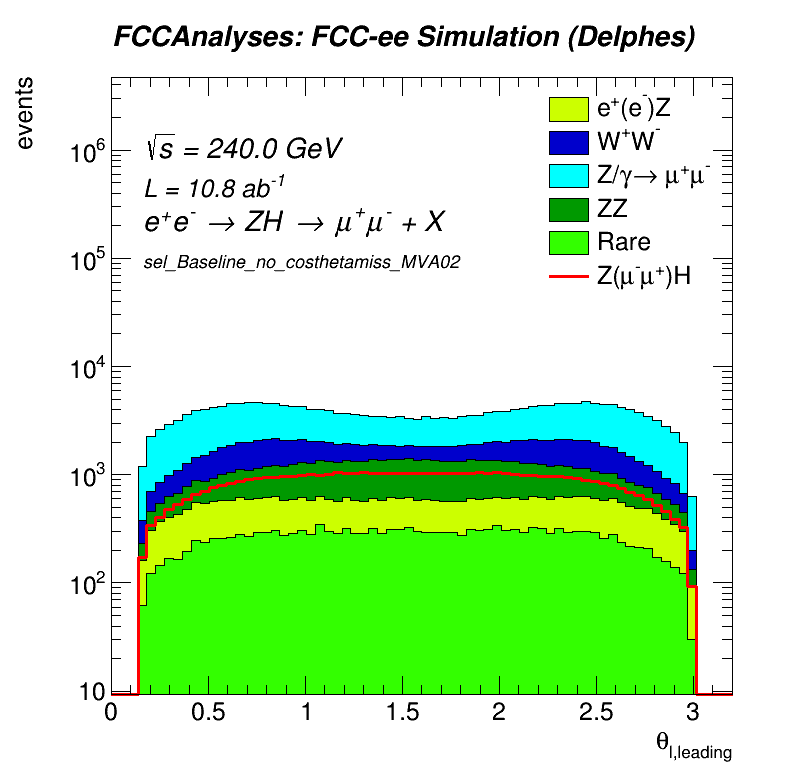 FCCAnalyses: FCC-ee Simulation (Delphes)
events
√s = 240.0 GeV
L = 10.8 ab⁻¹
e⁺e⁻ → ZH → μ⁺μ⁻ + X
sel_Baseline_no_costhetamiss_MVA02
e⁺(e⁻)Z
W⁺W⁻
Z/γ→ μ⁺μ⁻
ZZ
Rare
Z(μ⁻μ⁺)H
10⁶
10⁵
10⁴
10³
10²
10
0 0.5 1 1.5 2 2.5 3
θl,leading